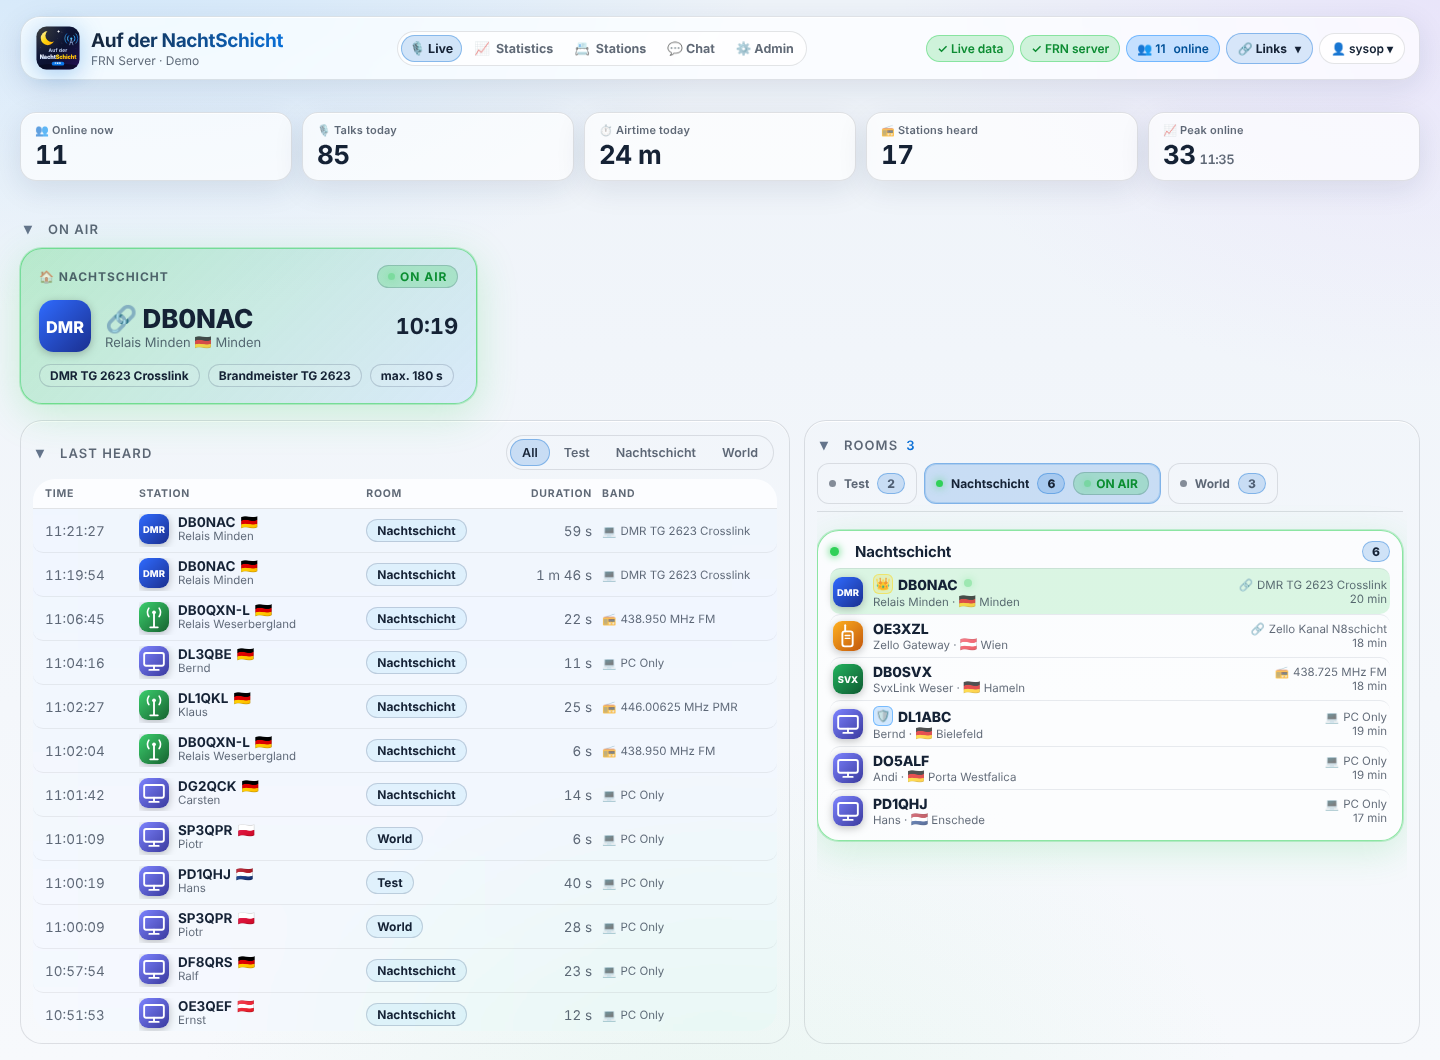 Auf der NachtSchicht
FRN Server · Demo
Live
Statistics
Stations
Chat
Admin
✓ Live data
✓ FRN server
11 online
Links ▾
sysop ▾
Online now
11
Talks today
85
Airtime today
24 m
Stations heard
17
Peak online
33 11:35
▼ ON AIR
NACHTSCHICHT
ON AIR
DMR
DB0NAC
Relais Minden 🇩🇪 Minden
10:19
DMR TG 2623 Crosslink
Brandmeister TG 2623
max. 180 s
▼ LAST HEARD
All
Test
Nachtschicht
World
TIME STATION ROOM DURATION BAND
11:21:27 DMR DB0NAC Nachtschicht 59 s DMR TG 2623 Crosslink
Relais Minden
11:19:54 DMR DB0NAC Nachtschicht 1 m 46 s DMR TG 2623 Crosslink
Relais Minden
11:06:45 DB0QXN-L Nachtschicht 22 s 438.950 MHz FM
Relais Weserbergland
11:04:16 DL3QBE Nachtschicht 11 s PC Only
Bernd
11:02:27 DL1QKL Nachtschicht 25 s 446.00625 MHz PMR
Klaus
11:02:04 DB0QXN-L Nachtschicht 6 s 438.950 MHz FM
Relais Weserbergland
11:01:42 DG2QCK Nachtschicht 14 s PC Only
Carsten
11:01:09 SP3QPR World 6 s PC Only
Piotr
11:00:19 PD1QHJ Test 40 s PC Only
Hans
11:00:09 SP3QPR World 28 s PC Only
Piotr
10:57:54 DF8QRS Nachtschicht 23 s PC Only
Ralf
10:51:53 OE3QEF Nachtschicht 12 s PC Only
Ernst
▼ ROOMS 3
Test 2
Nachtschicht 6 ON AIR
World 3
Nachtschicht 6
DMR DB0NAC DMR TG 2623 Crosslink
Relais Minden · 🇩🇪 Minden 20 min
OE3XZL Zello Kanal N8schicht
Zello Gateway · 🇦🇹 Wien 18 min
SVX DB0SVX 438.725 MHz FM
SvxLink Weser · 🇩🇪 Hameln 18 min
DL1ABC PC Only
Bernd · 🇩🇪 Bielefeld 19 min
DO5ALF PC Only
Andi · 🇩🇪 Porta Westfalica 19 min
PD1QHJ PC Only
Hans · 🇳🇱 Enschede 17 min